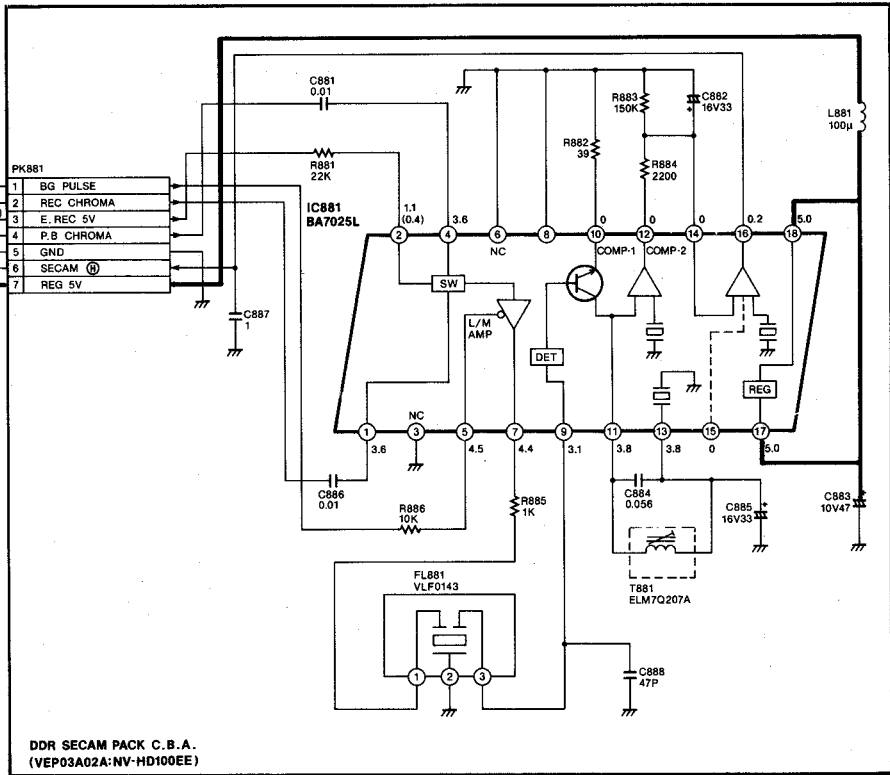 C881
0.01
R881
22K
PK881
1 BG PULSE
2 REC CHROMA
3 E. REC 5V
4 P.B CHROMA
5 GND
6 SECAM Ⓗ
7 REG 5V
C887
1
IC881
BA7025L
R882
39
R883
150K
C882
16V33
+
R884
2200
L881
100μ
1.1
(0.4)
3.6
0
0
0
0.2
5.0
2
4
6
8
10
12
14
16
18
NC
COMP-1
COMP-2
SW
L/M
AMP
DET
REG
NC
1
3
5
7
9
11
13
15
17
3.6
4.5
4.4
3.1
3.8
3.8
0
5.0
C886
0.01
R886
10K
R885
1K
C884
0.056
C885
16V33
+
C883
10V47
+
T881
ELM7Q207A
FL881
VLF0143
1
2
3
C888
47P
DDR SECAM PACK C.B.A.
(VEP03A02A:NV-HD100EE)